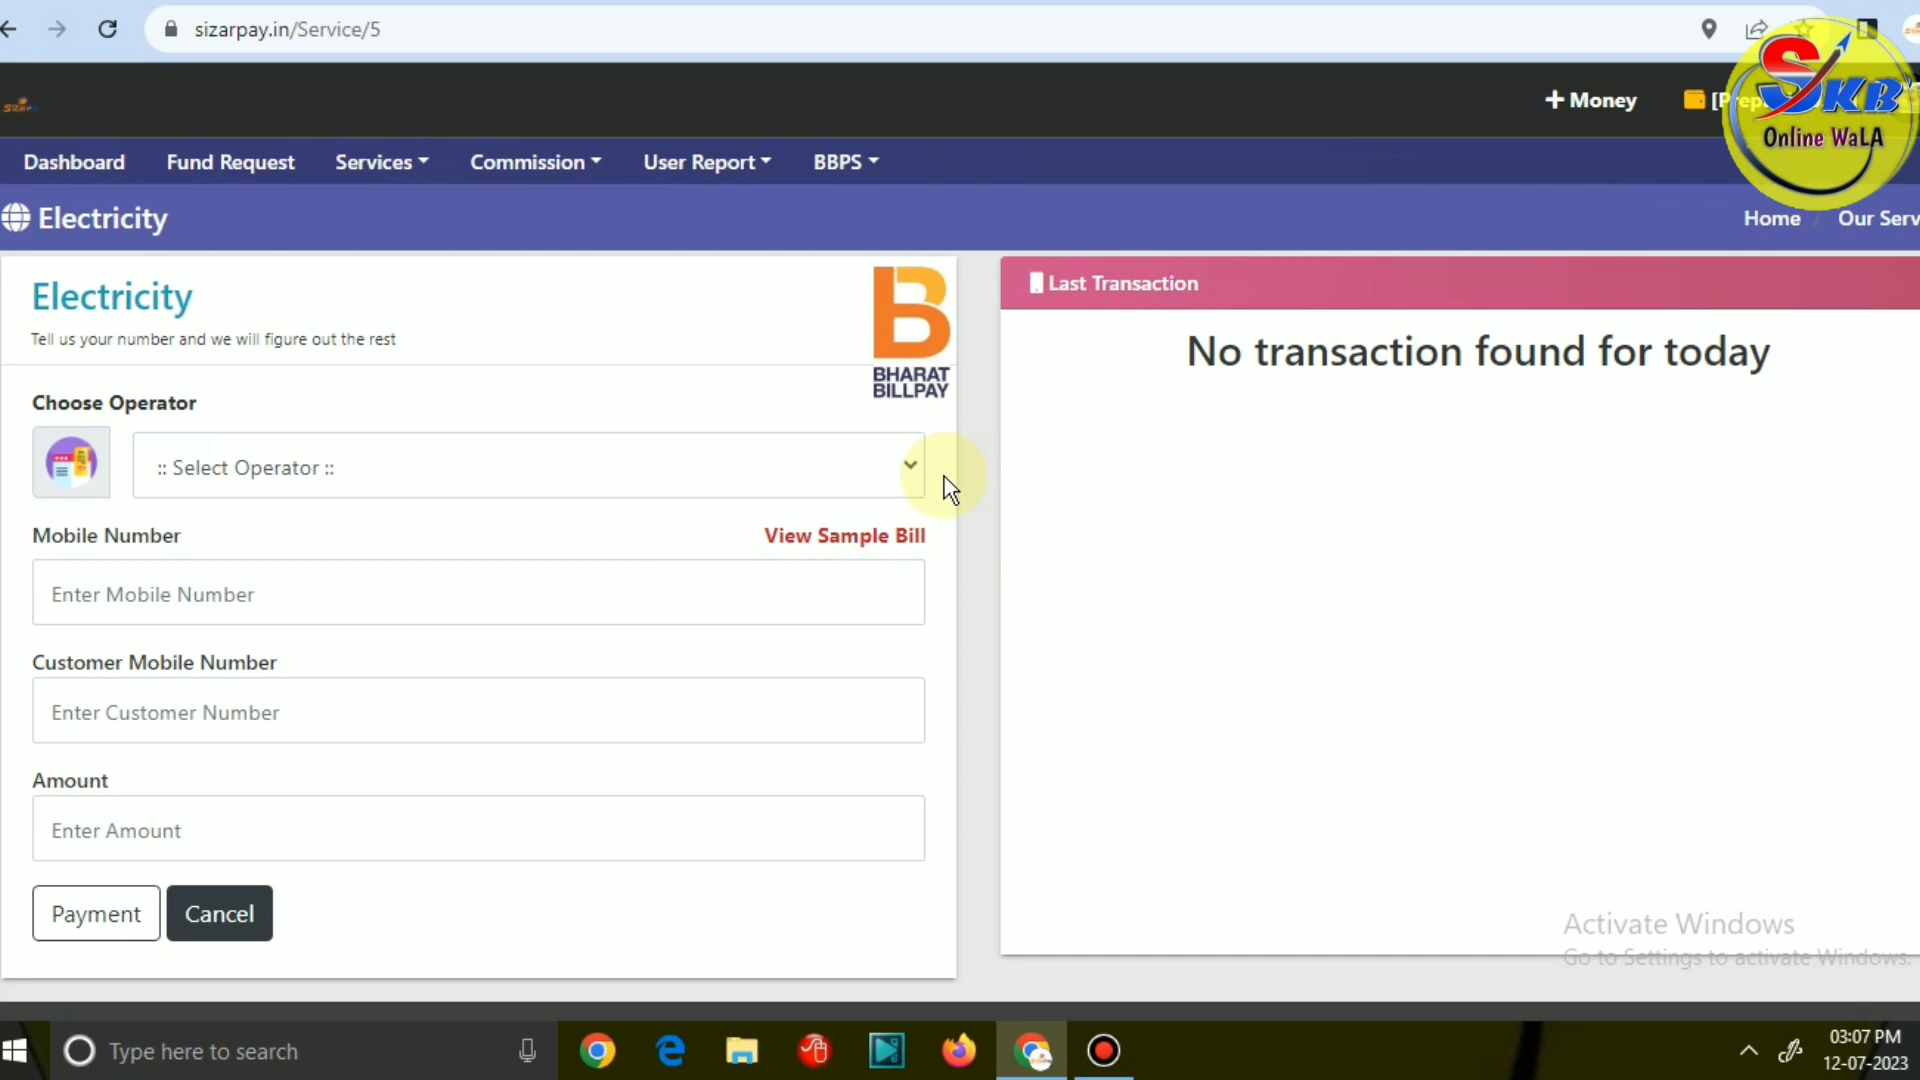 sizarpay.in/Service/5
+ Money
SKB
Online WaLA
Dashboard
Fund Request
Services
Commission
User Report
BBPS
Electricity
Home /
Our Serv
Electricity
Tell us your number and we will figure out the rest
B
BHARAT
BILLPAY
Choose Operator
:: Select Operator ::
Mobile Number
View Sample Bill
Enter Mobile Number
Customer Mobile Number
Enter Customer Number
Amount
Enter Amount
Payment
Cancel
Last Transaction
No transaction found for today
Activate Windows
Go to Settings to activate Windows.
Type here to search
03:07 PM
12-07-2023